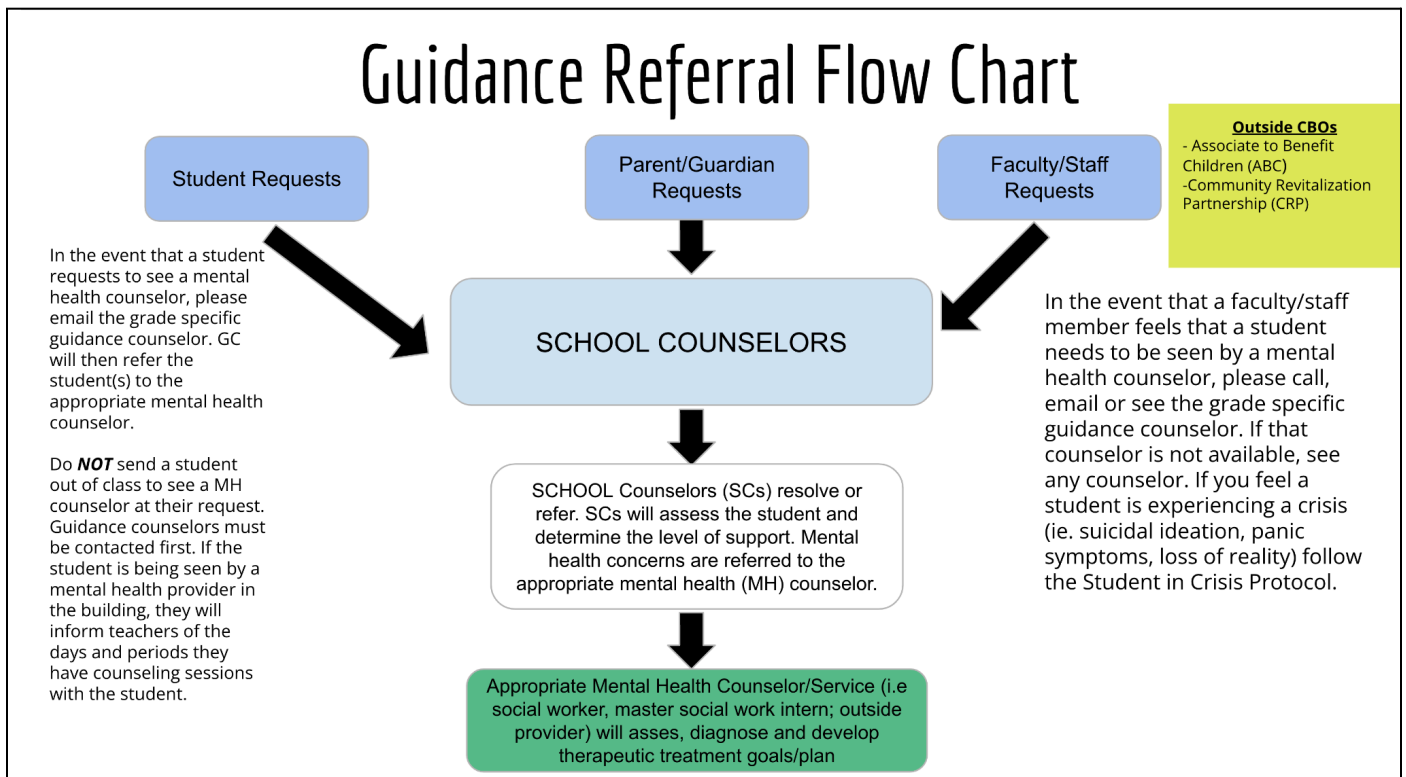 Guidance Referral Flow Chart
Student Requests
Parent/Guardian
Requests
Faculty/Staff
Requests
Outside CBOs
- Associate to Benefit
Children (ABC)
-Community Revitalization
Partnership (CRP)
In the event that a student
requests to see a mental
health counselor, please
email the grade specific
guidance counselor. GC
will then refer the
student(s) to the
appropriate mental health
counselor.
Do NOT send a student
out of class to see a MH
counselor at their request.
Guidance counselors must
be contacted first. If the
student is being seen by a
mental health provider in
the building, they will
inform teachers of the
days and periods they
have counseling sessions
with the student.
SCHOOL COUNSELORS
In the event that a faculty/staff
member feels that a student
needs to be seen by a mental
health counselor, please call,
email or see the grade specific
guidance counselor. If that
counselor is not available, see
any counselor. If you feel a
student is experiencing a crisis
(ie. suicidal ideation, panic
symptoms, loss of reality) follow
the Student in Crisis Protocol.
SCHOOL Counselors (SCs) resolve or
refer. SCs will assess the student and
determine the level of support. Mental
health concerns are referred to the
appropriate mental health (MH) counselor.
Appropriate Mental Health Counselor/Service (i.e
social worker, master social work intern; outside
provider) will asses, diagnose and develop
therapeutic treatment goals/plan